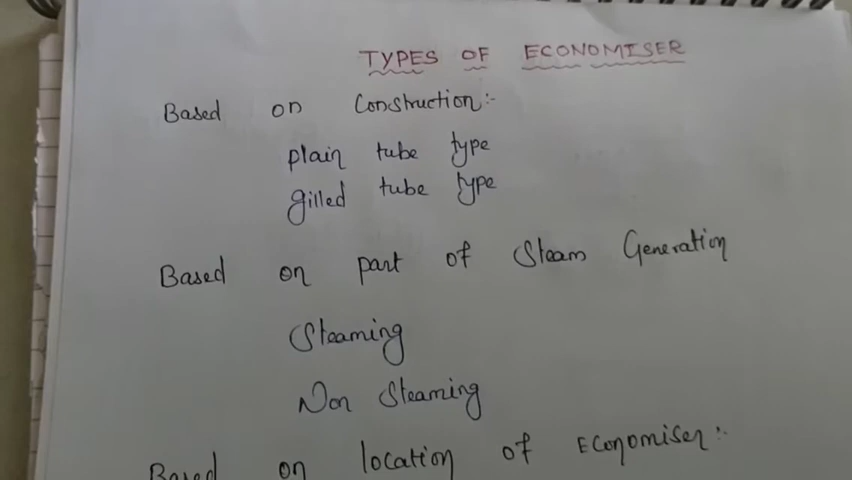 TYPES OF ECONOMISER
Based on Construction:-
plain tube type
gilled tube type
Based on part of Steam Generation
Steaming
Non Steaming
Based on location of Economiser:-